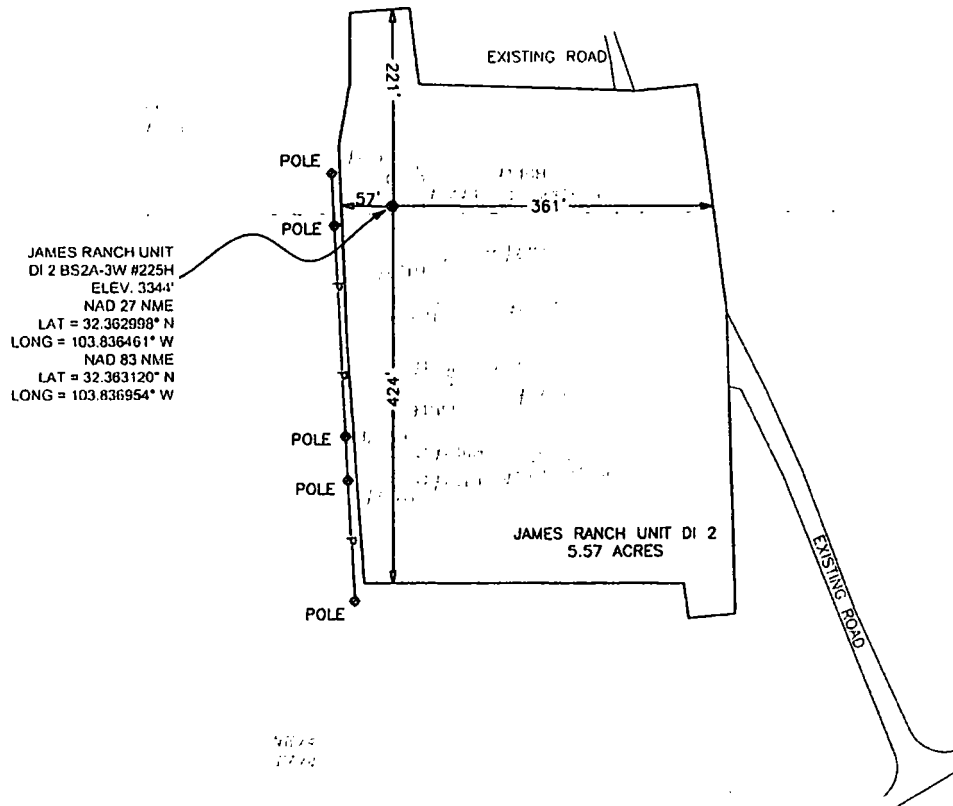 EXISTING ROAD
221'
POLE
57'
361'
POLE
JAMES RANCH UNIT
DI 2 BS2A-3W #225H
ELEV. 3344'
NAD 27 NME
LAT = 32.362998° N
LONG = 103.836461° W
NAD 83 NME
LAT = 32.363120° N
LONG = 103.836954° W
P
P
424'
POLE
POLE
P
JAMES RANCH UNIT DI 2
5.57 ACRES
EXISTING ROAD
POLE